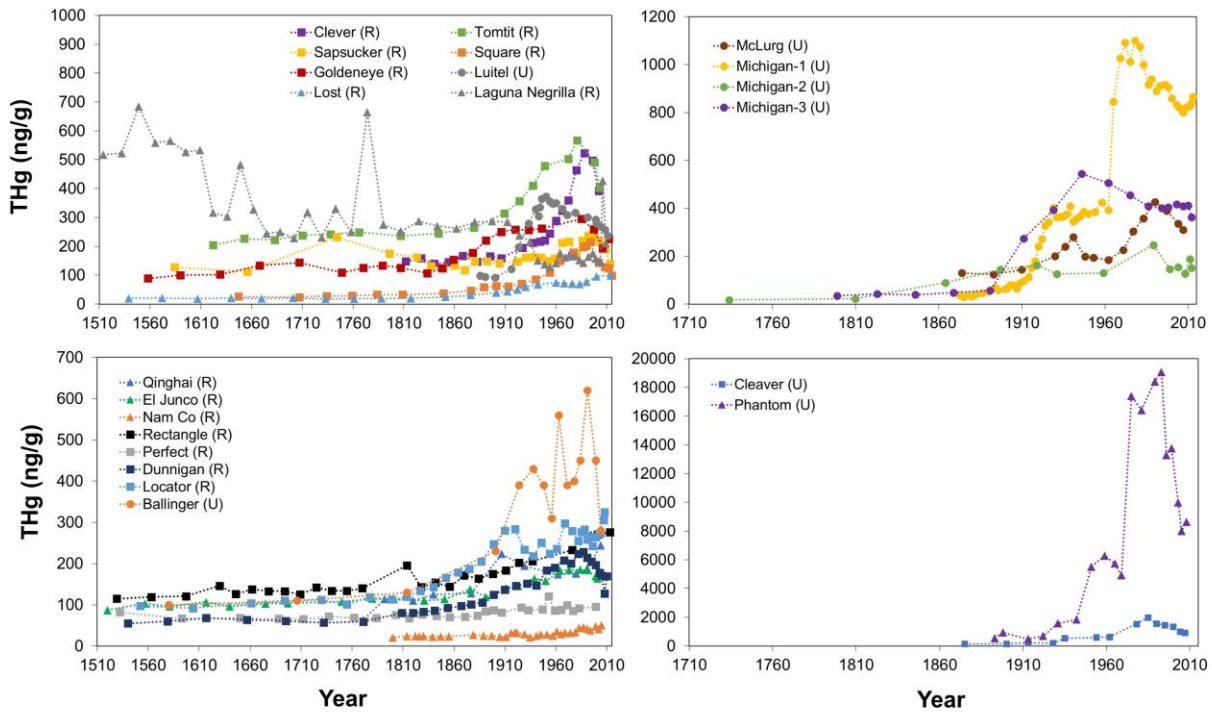 THg (ng/g)
1000
900
800
700
600
500
400
300
200
100
0
Clever (R)
Tomtit (R)
Sapsucker (R)
Square (R)
Goldeneye (R)
Luitel (U)
Lost (R)
Laguna Negrilla (R)
1510 1560 1610 1660 1710 1760 1810 1860 1910 1960 2010
1200
1000
800
600
400
200
0
McLurg (U)
Michigan-1 (U)
Michigan-2 (U)
Michigan-3 (U)
1710 1760 1810 1860 1910 1960 2010
THg (ng/g)
700
600
500
400
300
200
100
0
Qinghai (R)
El Junco (R)
Nam Co (R)
Rectangle (R)
Perfect (R)
Dunnigan (R)
Locator (R)
Ballinger (U)
1510 1560 1610 1660 1710 1760 1810 1860 1910 1960 2010
Year
20000
18000
16000
14000
12000
10000
8000
6000
4000
2000
0
Cleaver (U)
Phantom (U)
1710 1760 1810 1860 1910 1960 2010
Year